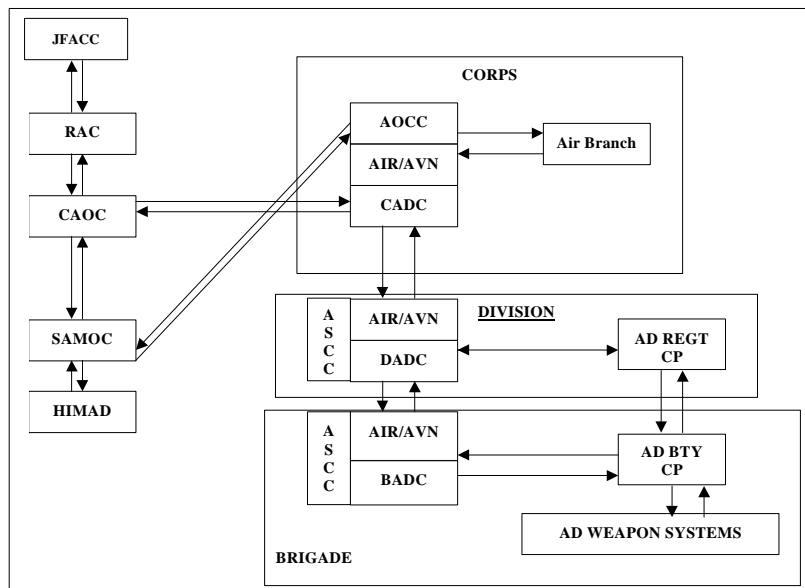 JFACC
RAC
CAOC
SAMOC
HIMAD
CORPS
AOCC
AIR/AVN
CADC
Air Branch
DIVISION
A
S
C
C
AIR/AVN
DADC
AD REGT
CP
A
S
C
C
AIR/AVN
BADC
AD BTY
CP
AD WEAPON SYSTEMS
BRIGADE